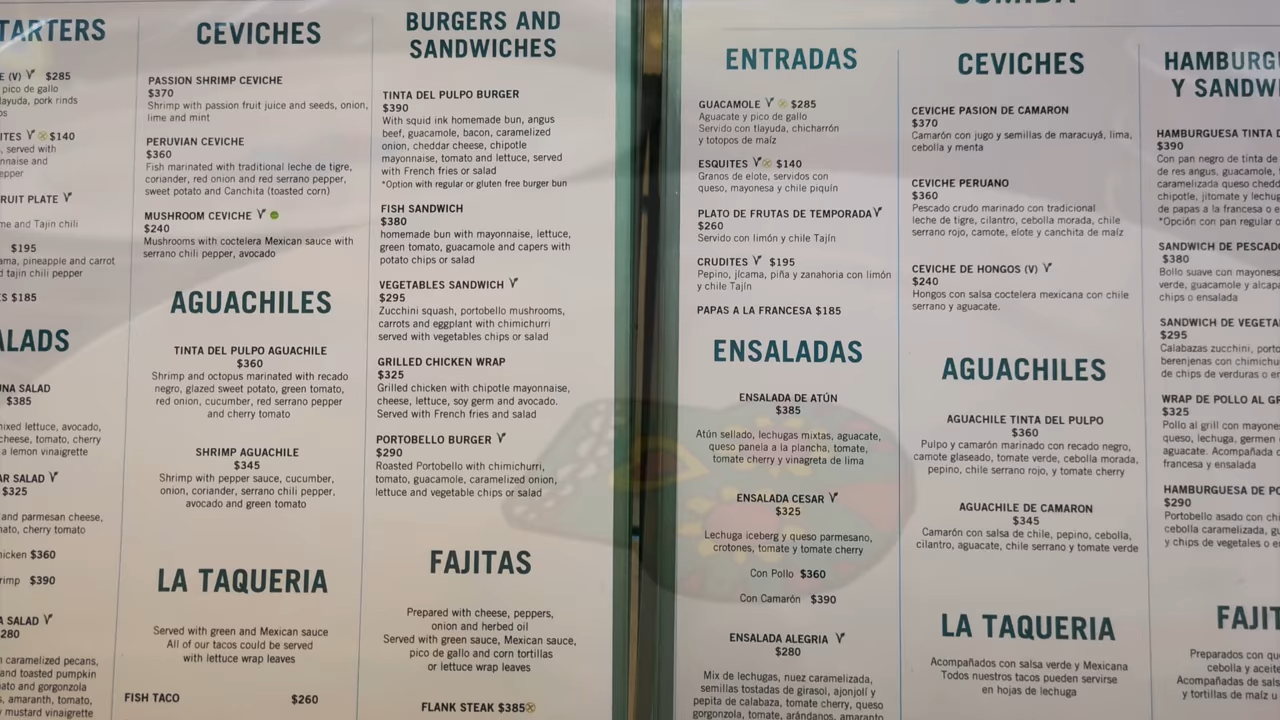 TARTERS
E (V) $285
pico de gallo
layuda, pork rinds
os
ITES $140
, served with
nnaise and
epper
RUIT PLATE
me and Tajin chili
$195
ama, pineapple and carrot
d tajin chili pepper
ES $185
ALADS
UNA SALAD
$385
mixed lettuce, avocado,
cheese, tomato, cherry
a lemon vinaigrette
AR SALAD
$325
and parmesan cheese,
mato, cherry tomato
hicken $360
rimp $390
A SALAD
280
h caramelized pecans,
and toasted pumpkin
mato and gorgonzola
s, amaranth, tomato,
y mustard vinaigrette
CEVICHES
PASSION SHRIMP CEVICHE
$370
Shrimp with passion fruit juice and seeds, onion,
lime and mint
PERUVIAN CEVICHE
$360
Fish marinated with traditional leche de tigre,
coriander, red onion and red serrano pepper,
sweet potato and Canchita (toasted corn)
MUSHROOM CEVICHE
$240
Mushrooms with coctelera Mexican sauce with
serrano chili pepper, avocado
AGUACHILES
TINTA DEL PULPO AGUACHILE
$360
Shrimp and octopus marinated with recado
negro, glazed sweet potato, green tomato,
red onion, cucumber, red serrano pepper
and cherry tomato
SHRIMP AGUACHILE
$345
Shrimp with pepper sauce, cucumber,
onion, coriander, serrano chili pepper,
avocado and green tomato
LA TAQUERIA
Served with green and Mexican sauce
All of our tacos could be served
with lettuce wrap leaves
FISH TACO $260
BURGERS AND
SANDWICHES
TINTA DEL PULPO BURGER
$390
With squid ink homemade bun, angus
beef, guacamole, bacon, caramelized
onion, cheddar cheese, chipotle
mayonnaise, tomato and lettuce, served
with French fries or salad
*Option with regular or gluten free burger bun
FISH SANDWICH
$380
homemade bun with mayonnaise, lettuce,
green tomato, guacamole and capers with
potato chips or salad
VEGETABLES SANDWICH
$295
Zucchini squash, portobello mushrooms,
carrots and eggplant with chimichurri
served with vegetables chips or salad
GRILLED CHICKEN WRAP
$325
Grilled chicken with chipotle mayonnaise,
cheese, lettuce, soy germ and avocado.
Served with French fries and salad
PORTOBELLO BURGER
$290
Roasted Portobello with chimichurri,
tomato, guacamole, caramelized onion,
lettuce and vegetable chips or salad
FAJITAS
Prepared with cheese, peppers,
onion and herbed oil
Served with green sauce, Mexican sauce,
pico de gallo and corn tortillas
or lettuce wrap leaves
FLANK STEAK $385
COMIDA
ENTRADAS
GUACAMOLE $285
Aguacate y pico de gallo
Servido con tlayuda, chicharrón
y totopos de maíz
ESQUITES $140
Granos de elote, servidos con
queso, mayonesa y chile piquín
PLATO DE FRUTAS DE TEMPORADA
$260
Servido con limón y chile Tajín
CRUDITES $195
Pepino, jícama, piña y zanahoria con limón
y chile Tajín
PAPAS A LA FRANCESA $185
ENSALADAS
ENSALADA DE ATÚN
$385
Atún sellado, lechugas mixtas, aguacate,
queso panela a la plancha, tomate,
tomate cherry y vinagreta de lima
ENSALADA CESAR
$325
Lechuga iceberg y queso parmesano,
crotones, tomate y tomate cherry
Con Pollo $360
Con Camarón $390
ENSALADA ALEGRIA
$280
Mix de lechugas, nuez caramelizada,
semillas tostadas de girasol, ajonjolí y
pepita de calabaza, tomate cherry, queso
gorgonzola, tomate, arándanos, amaranto
CEVICHES
CEVICHE PASION DE CAMARON
$370
Camarón con jugo y semillas de maracuyá, lima,
cebolla y menta
CEVICHE PERUANO
$360
Pescado crudo marinado con tradicional
leche de tigre, cilantro, cebolla morada, chile
serrano rojo, camote, elote y canchita de maíz
CEVICHE DE HONGOS (V)
$240
Hongos con salsa coctelera mexicana con chile
serrano y aguacate.
AGUACHILES
AGUACHILE TINTA DEL PULPO
$360
Pulpo y camarón marinado con recado negro,
camote glaseado, tomate verde, cebolla morada,
pepino, chile serrano rojo, y tomate cherry
AGUACHILE DE CAMARON
$345
Camarón con salsa de chile, pepino, cebolla,
cilantro, aguacate, chile serrano y tomate verde
LA TAQUERIA
Acompañados con salsa verde y Mexicana
Todos nuestros tacos pueden servirse
en hojas de lechuga
HAMBURG
Y SANDW
HAMBURGUESA TINTA D
$390
Con pan negro de tinta de
de res angus, guacamole,
caramelizada queso chedd
chipotle, jitomate y lechug
de papas a la francesa o e
*Opción con pan regular o
SANDWICH DE PESCADO
$380
Bollo suave con mayonesa
verde, guacamole y alcapa
chips o ensalada
SANDWICH DE VEGETA
$295
Calabazas zucchini, porto
berenjenas con chimichu
de chips de verduras o en
WRAP DE POLLO AL GR
$325
Pollo al grill con mayones
queso, lechuga, germen
aguacate. Acompañada c
francesa y ensalada
HAMBURGUESA DE PO
$290
Portobello asado con chi
cebolla caramelizada, gu
y chips de vegetales o e
FAJIT
Preparados con que
cebolla y aceite
Acompañadas de sals
y tortillas de maíz u